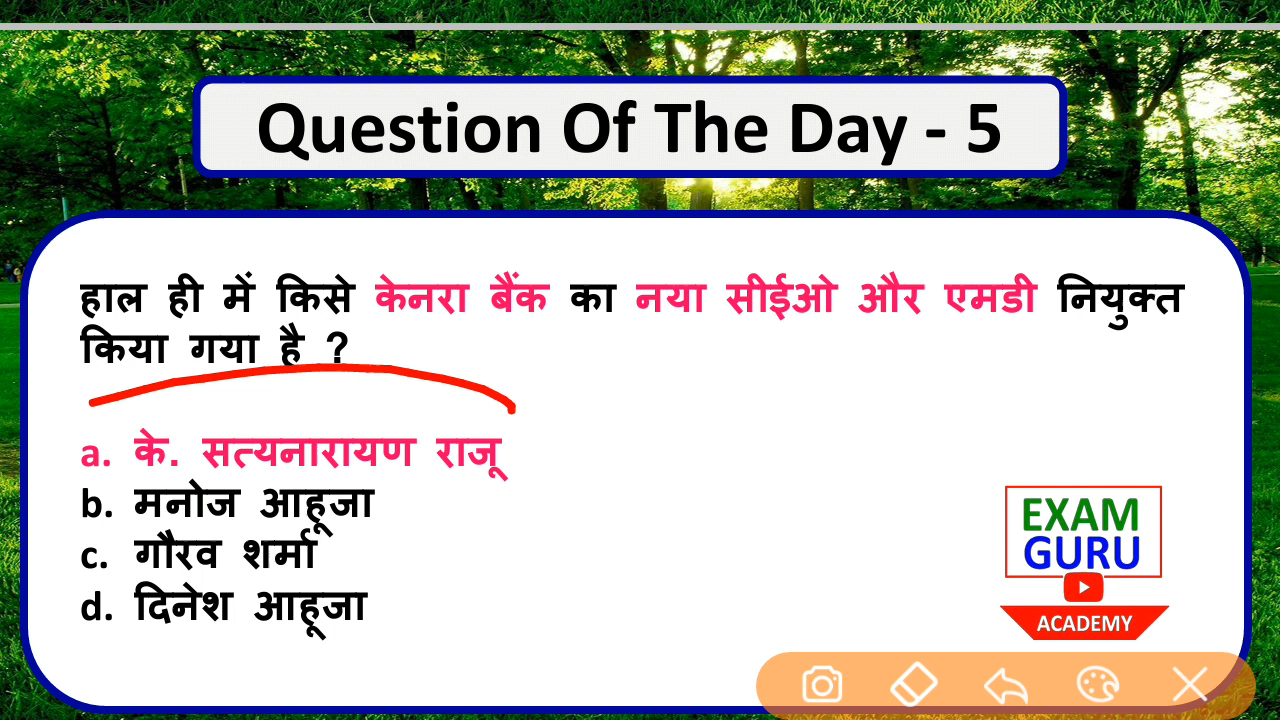 Question Of The Day - 5
हाल ही में किसे केनरा बैंक का नया सीईओ और एमडी नियुक्त
किया गया है ?
a. के. सत्यनारायण राजू
b. मनोज आहूजा
c. गौरव शर्मा
d. दिनेश आहूजा
EXAM
GURU
ACADEMY